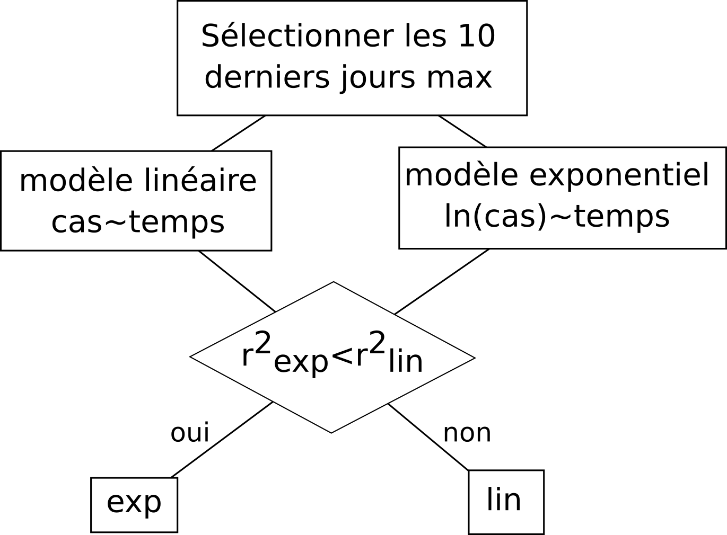 Sélectionner les 10
derniers jours max
modèle linéaire
cas~temps
modèle exponentiel
ln(cas)~temps
r²exp<r²lin
oui
non
exp
lin